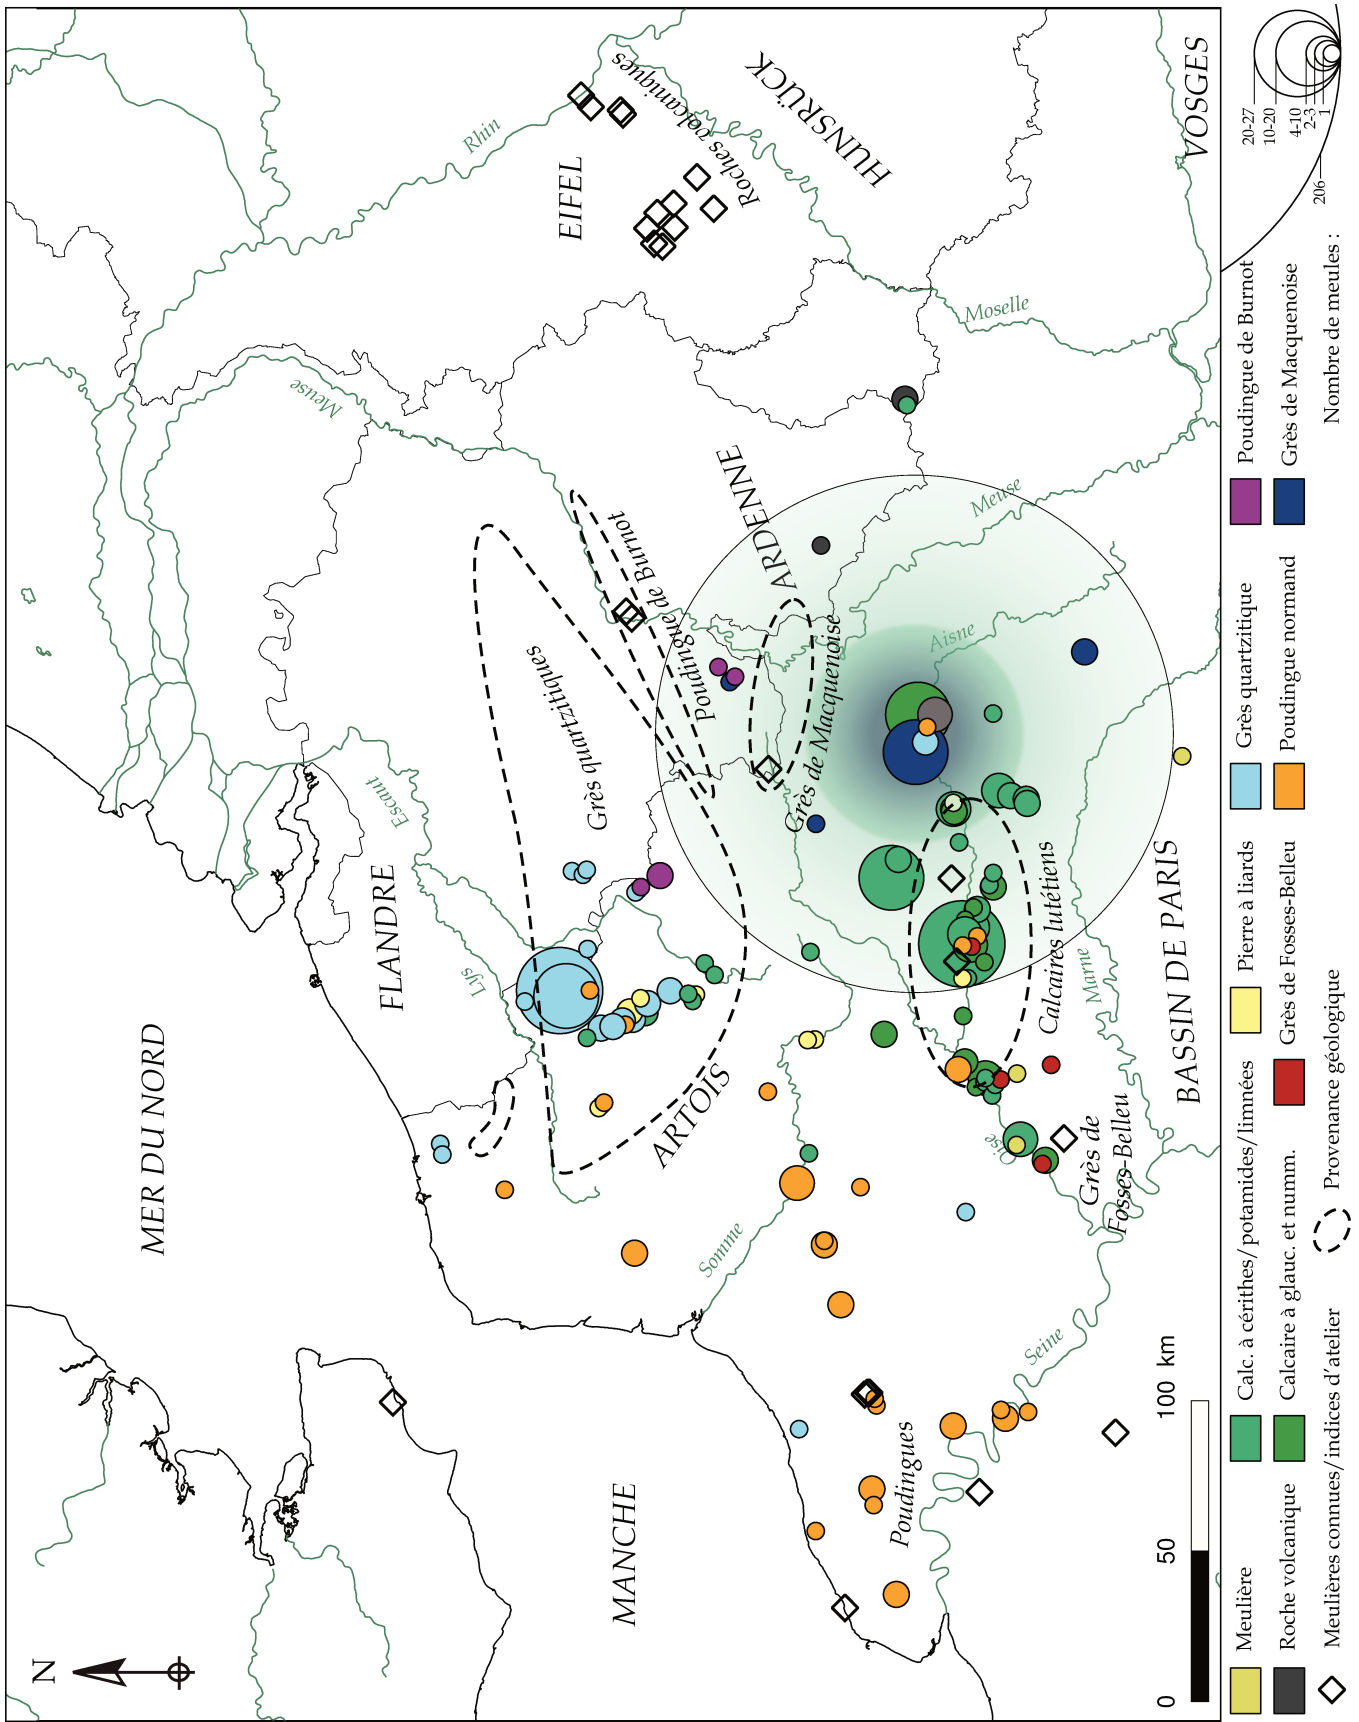 N
MER DU NORD
MANCHE
FLANDRE
ARTOIS
EIFEL
HUNSRÜCK
ARDENNE
VOSGES
BASSIN DE PARIS
Rhin
Meuse
Escaut
Lys
Somme
Seine
Oise
Marne
Aisne
Meuse
Moselle
Roches volcaniques
Grès quartzitiques
Poudingue de Burnot
Grès de Macquenoise
Calcaires lutétiens
Grès de
Fosses-Belleu
Poudingues
0
50
100 km
Meulière
Calc. à cérithes/potamides/limnées
Pierre à liards
Grès quartzitique
Poudingue de Burnot
Roche volcanique
Calcaire à glauc. et numm.
Grès de Fosses-Belleu
Poudingue normand
Grès de Macquenoise
Meulières connues/indices d'atelier
Provenance géologique
Nombre de meules :
206
20-27
10-20
4-10
2-3
1